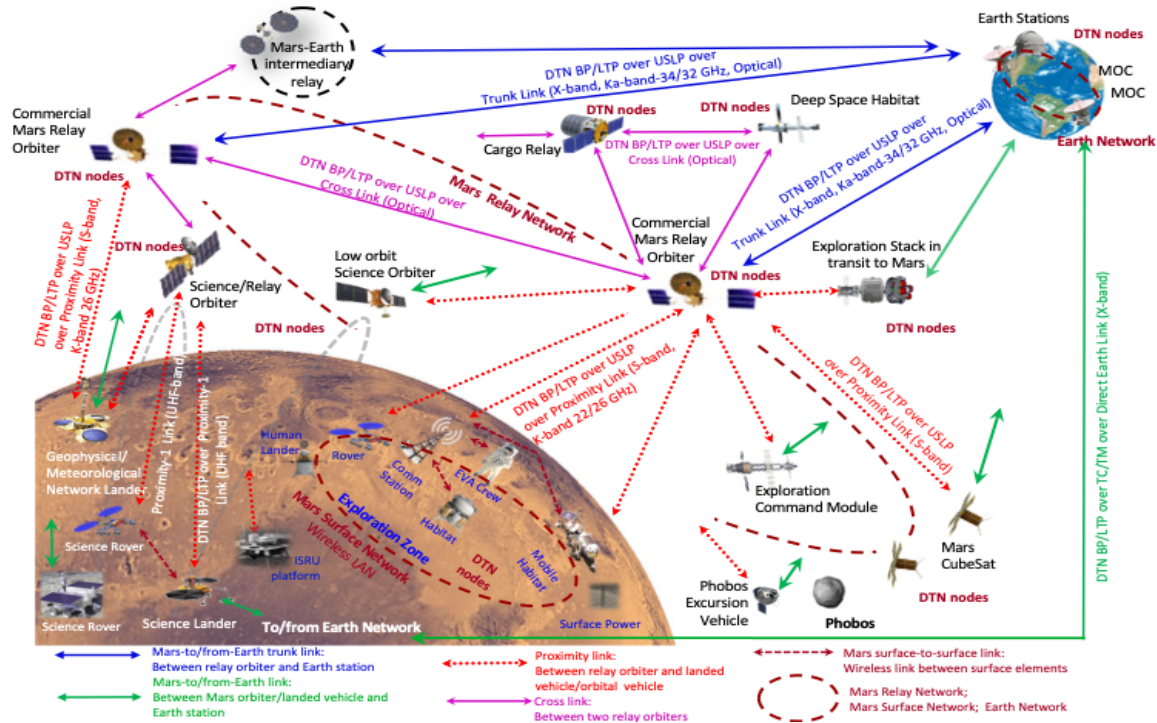 Mars-Earth
intermediary
relay
Earth Stations
DTN nodes
MOC
MOC
Earth Network
DTN BP/LTP over USLP over
Trunk Link (X-band, Ka-band-34/32 GHz, Optical)
Commercial
Mars Relay
Orbiter
DTN nodes
DTN nodes
DTN nodes
Deep Space Habitat
Cargo Relay
DTN BP/LTP over USLP over
Cross Link (Optical)
DTN BP/LTP over USLP over
Trunk Link (X-band, Ka-band-34/32 GHz, Optical)
DTN BP/LTP over USLP over
Cross Link (Optical)
Mars Relay Network
DTN BP/LTP over USLP
over Proximity Link (S-band,
K-band 26 GHz)
DTN nodes
Science/Relay
Orbiter
Low orbit
Science Orbiter
DTN nodes
Commercial
Mars Relay
Orbiter
DTN nodes
Exploration Stack in
transit to Mars
DTN nodes
DTN BP/LTP over TC/TM over Direct Earth Link (X-band)
DTN BP/LTP over USLP
over Proximity Link (S-band,
K-band 22/26 GHz)
DTN BP/LTP over USLP
over Proximity Link (S-band)
Proximity-1 Link (UHF-band)
DTN BP/LTP over Proximity-1
Link (UHF band)
Geophysical/
Meteorological
Network Lander
Human
Lander
Rover
Comm
Station
EVA Crew
Habitat
Exploration Zone
Mars Surface Network
Wireless LAN
DTN
nodes
Mobile
Habitat
Surface Power
ISRU
platform
Science Rover
Science Rover
Science Lander
To/from Earth Network
Exploration
Command Module
Mars
CubeSat
DTN nodes
Phobos
Excursion
Vehicle
Phobos
Mars-to/from-Earth trunk link:
Between relay orbiter and Earth station
Mars-to/from-Earth link:
Between Mars orbiter/landed vehicle and
Earth station
Proximity link:
Between relay orbiter and landed
vehicle/orbital vehicle
Cross link:
Between two relay orbiters
Mars surface-to-surface link:
Wireless link between surface elements
Mars Relay Network;
Mars Surface Network; Earth Network